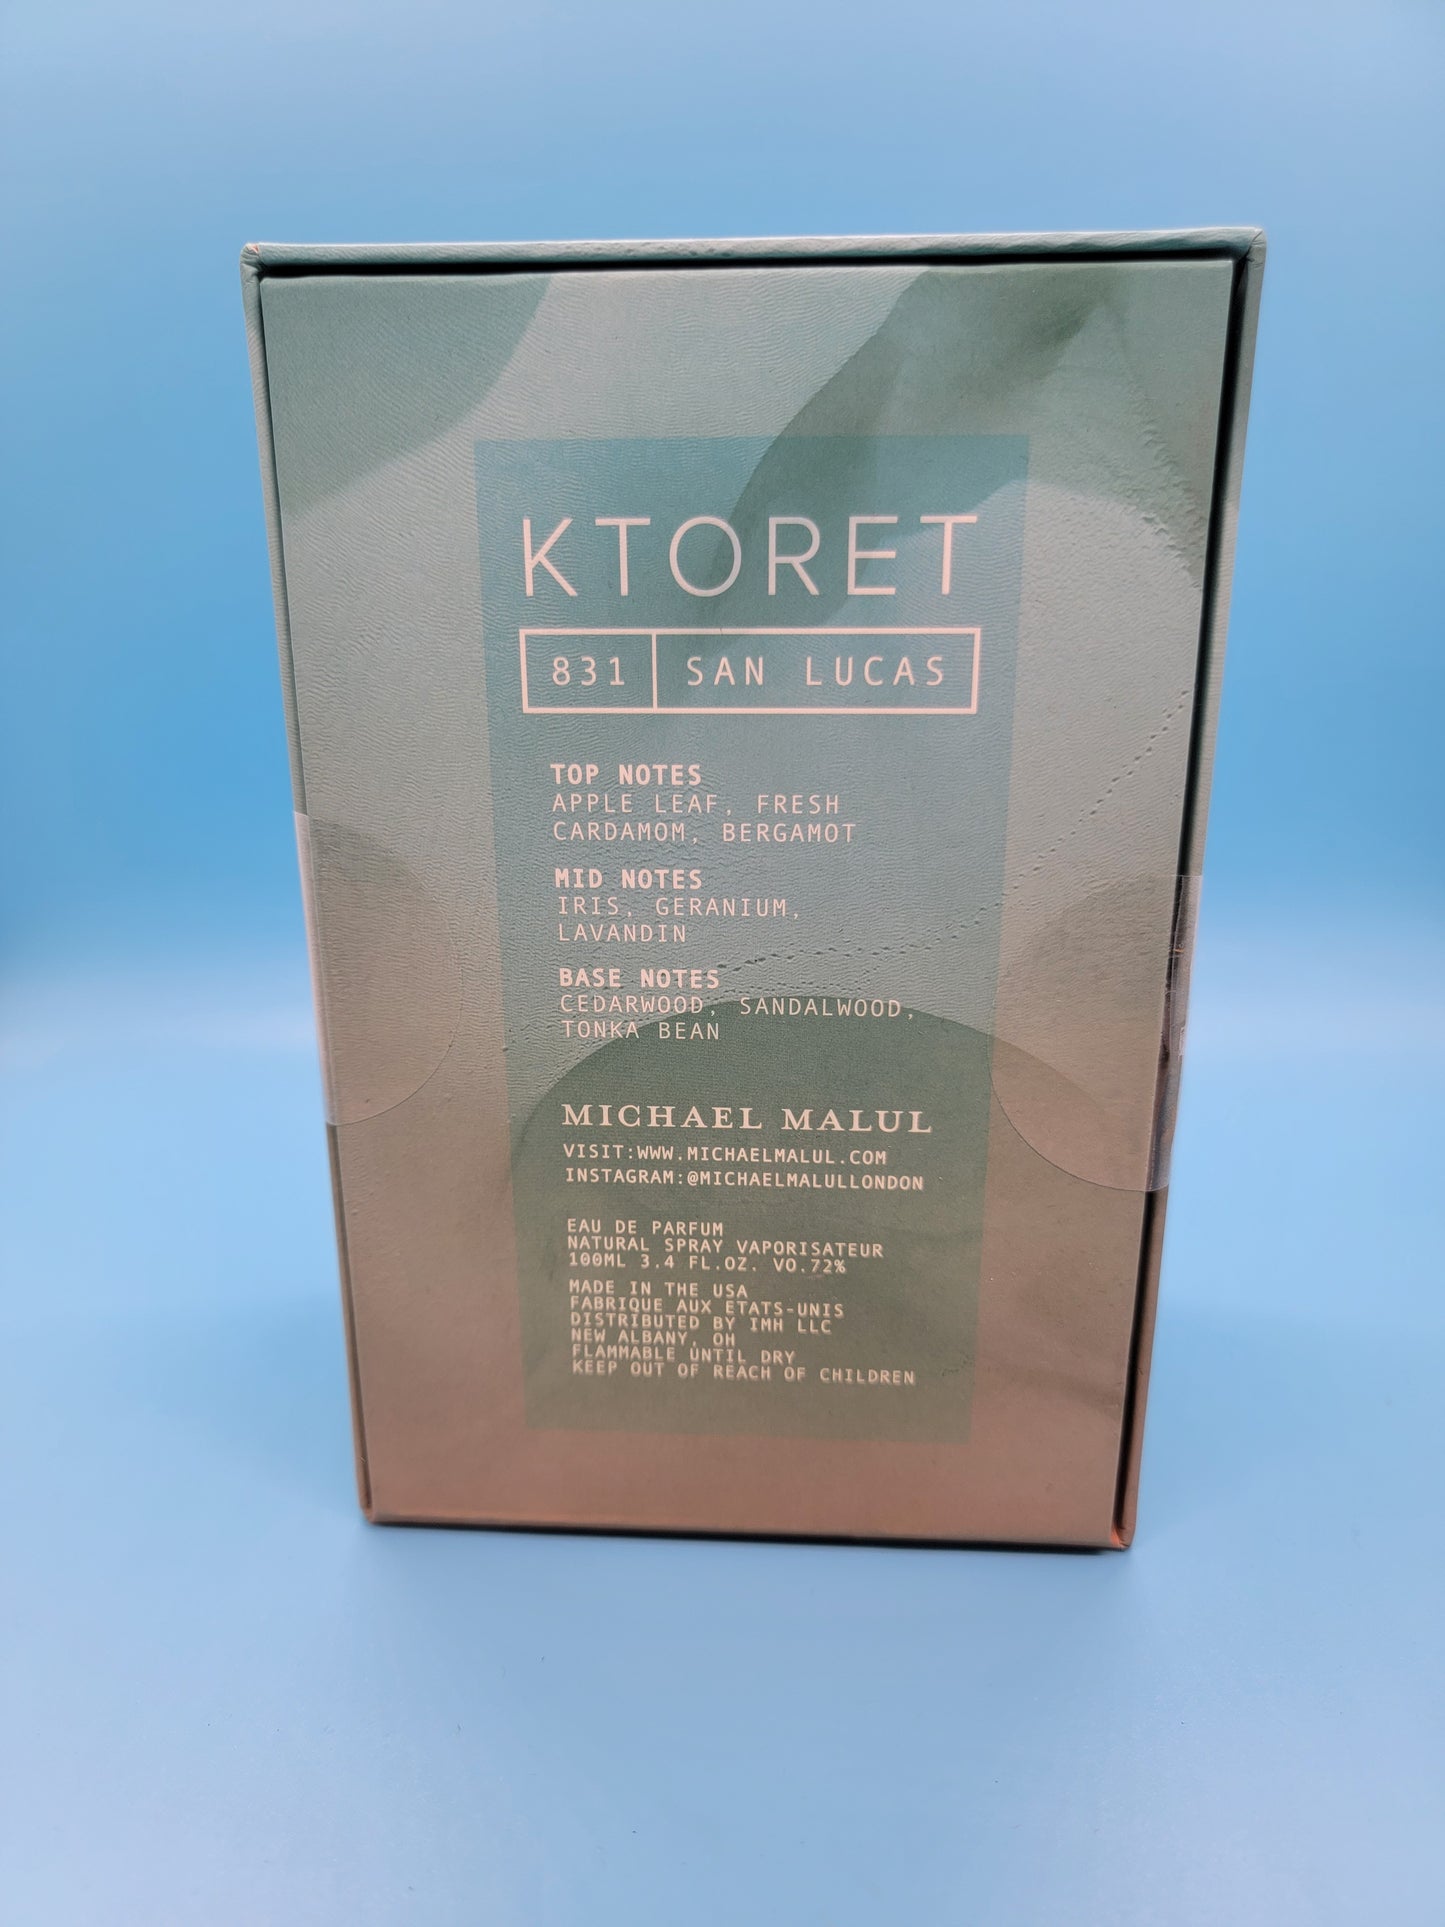 KTORET
831 SAN LUCAS
TOP NOTES
APPLE LEAF, FRESH
CARDAMOM, BERGAMOT
MID NOTES
IRIS, GERANIUM,
LAVANDIN
BASE NOTES
CEDARWOOD, SANDALWOOD,
TONKA BEAN
MICHAEL MALUL
VISIT:WWW.MICHAELMALUL.COM
INSTAGRAM:@MICHAELMALULLONDON
EAU DE PARFUM
NATURAL SPRAY VAPORISATEUR
100ML 3.4 FL.OZ. VO.72%
MADE IN THE USA
FABRIQUE AUX ETATS-UNIS
DISTRIBUTED BY IMH LLC
NEW ALBANY, OH
FLAMMABLE UNTIL DRY
KEEP OUT OF REACH OF CHILDREN